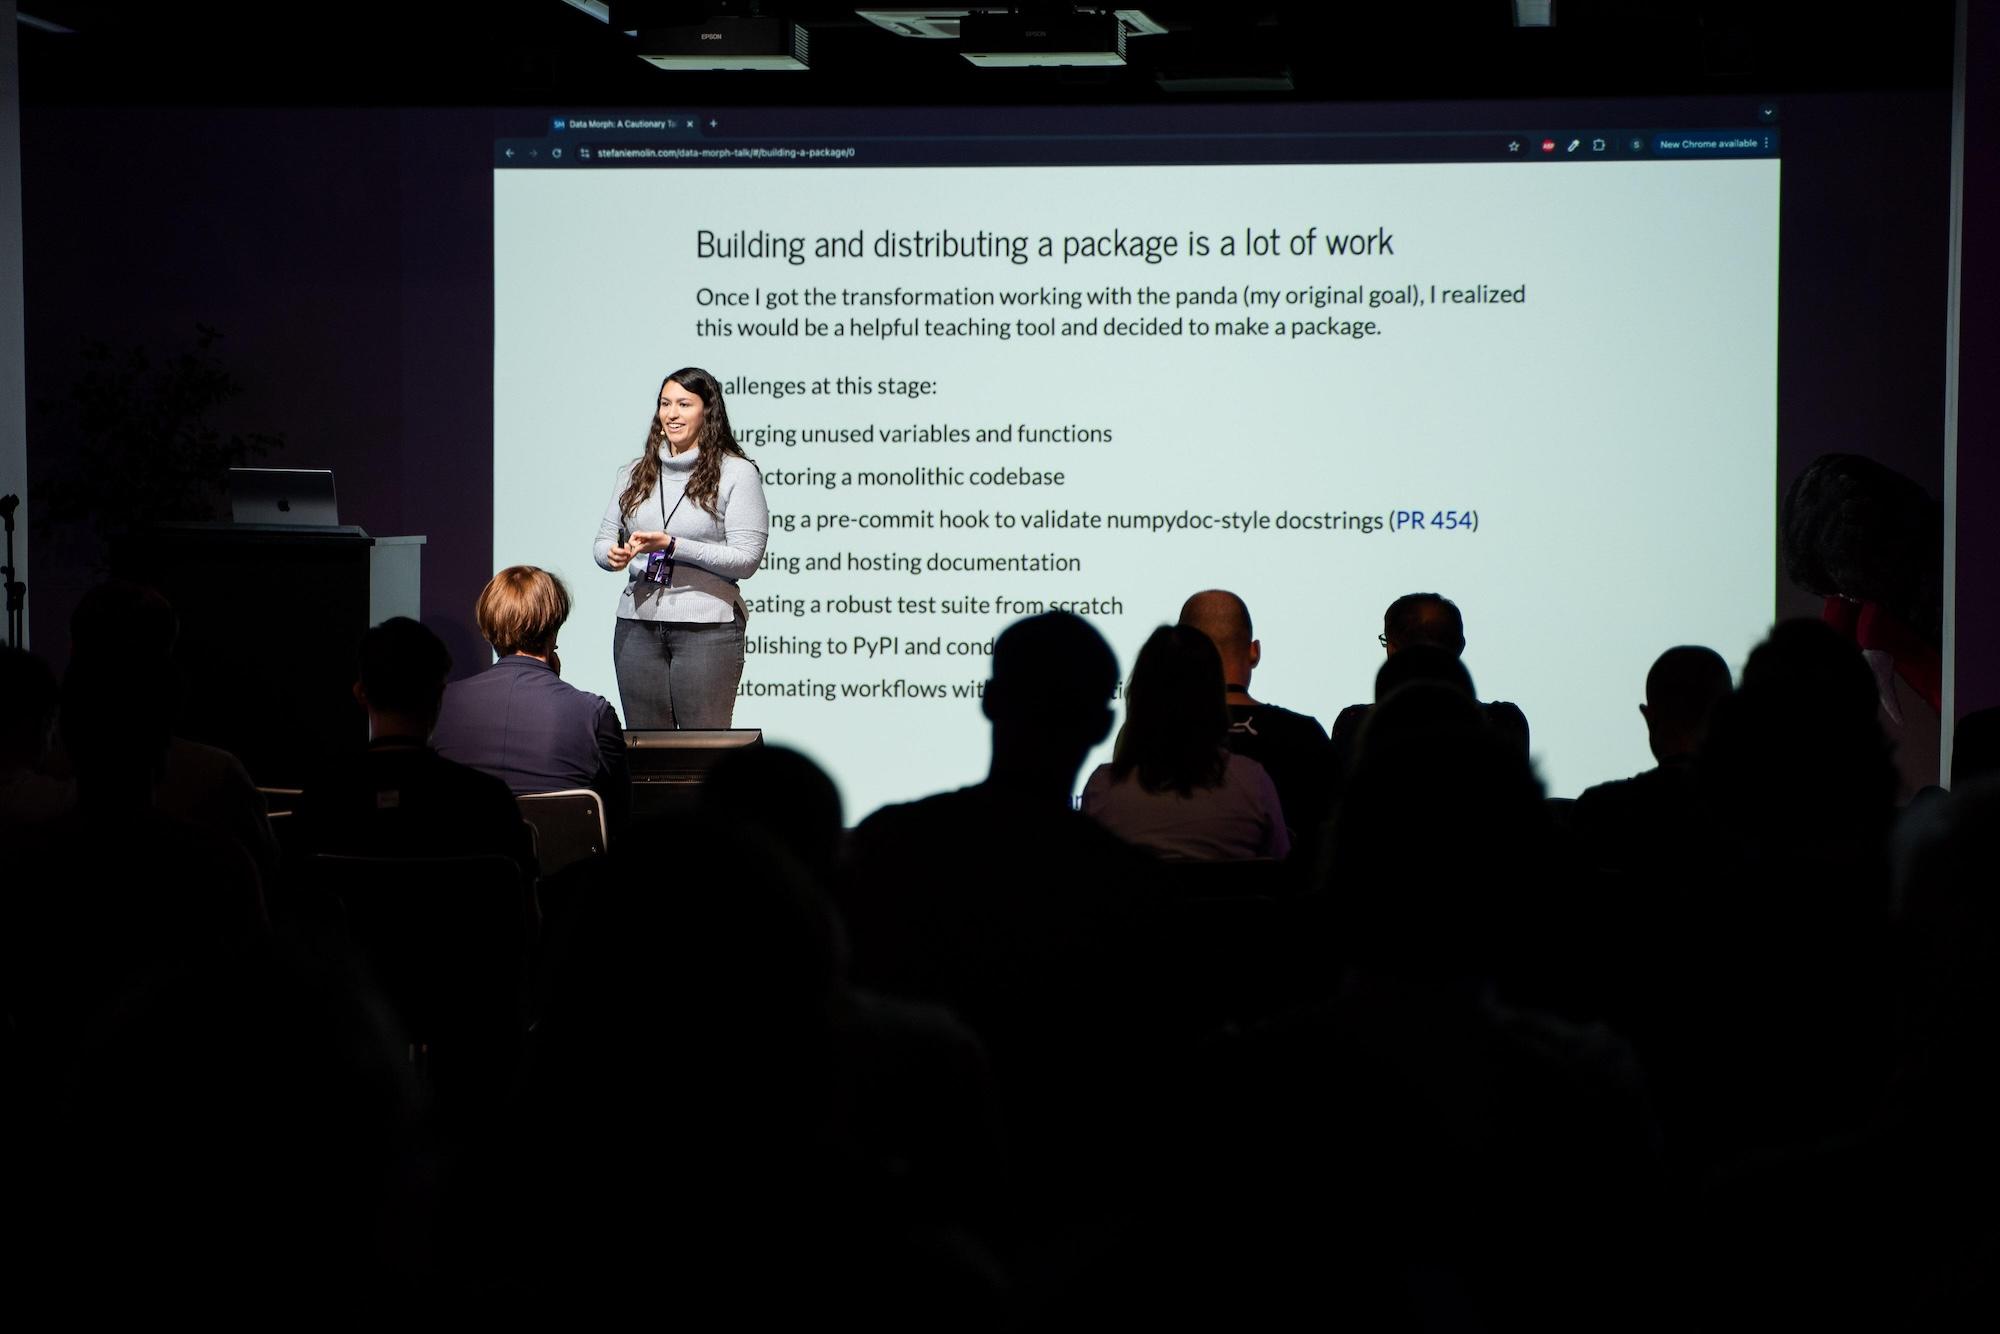 EPSON
EPSON
SM Data Morph: A Cautionary Ta
stefaniemolin.com/data-morph-talk/#/building-a-package/0
ABP
S
New Chrome available
Building and distributing a package is a lot of work
Once I got the transformation working with the panda (my original goal), I realized
this would be a helpful teaching tool and decided to make a package.
allenges at this stage:
urging unused variables and functions
actoring a monolithic codebase
ing a pre-commit hook to validate numpydoc-style docstrings (PR 454)
ding and hosting documentation
eating a robust test suite from scratch
blishing to PyPI and cond
utomating workflows wit